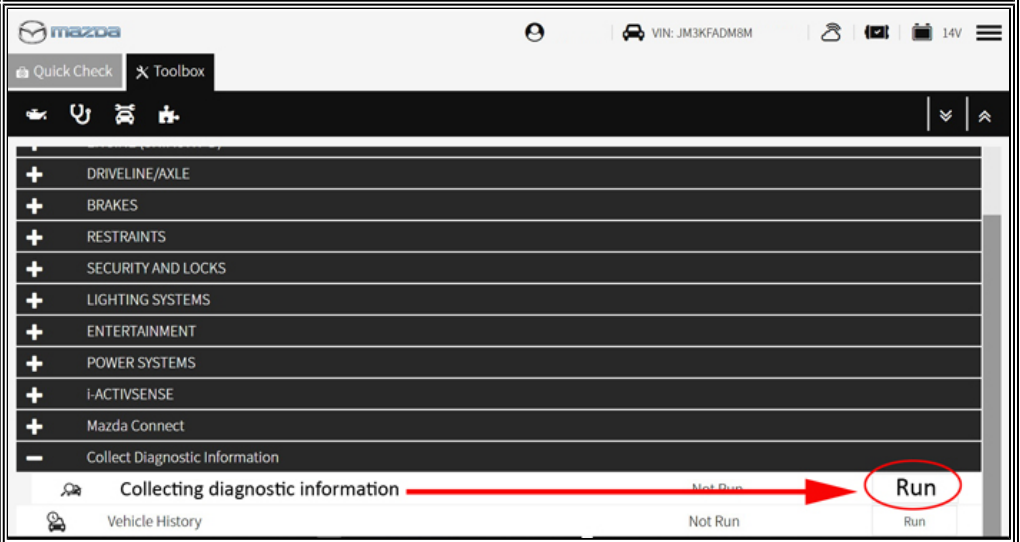 mazda VIN: JM3KFADM8M 14V
Quick Check Toolbox
DRIVELINE/AXLE
BRAKES
RESTRAINTS
SECURITY AND LOCKS
LIGHTING SYSTEMS
ENTERTAINMENT
POWER SYSTEMS
i-ACTIVSENSE
Mazda Connect
Collect Diagnostic Information
Collecting diagnostic information Not Run Run
Vehicle History Not Run Run